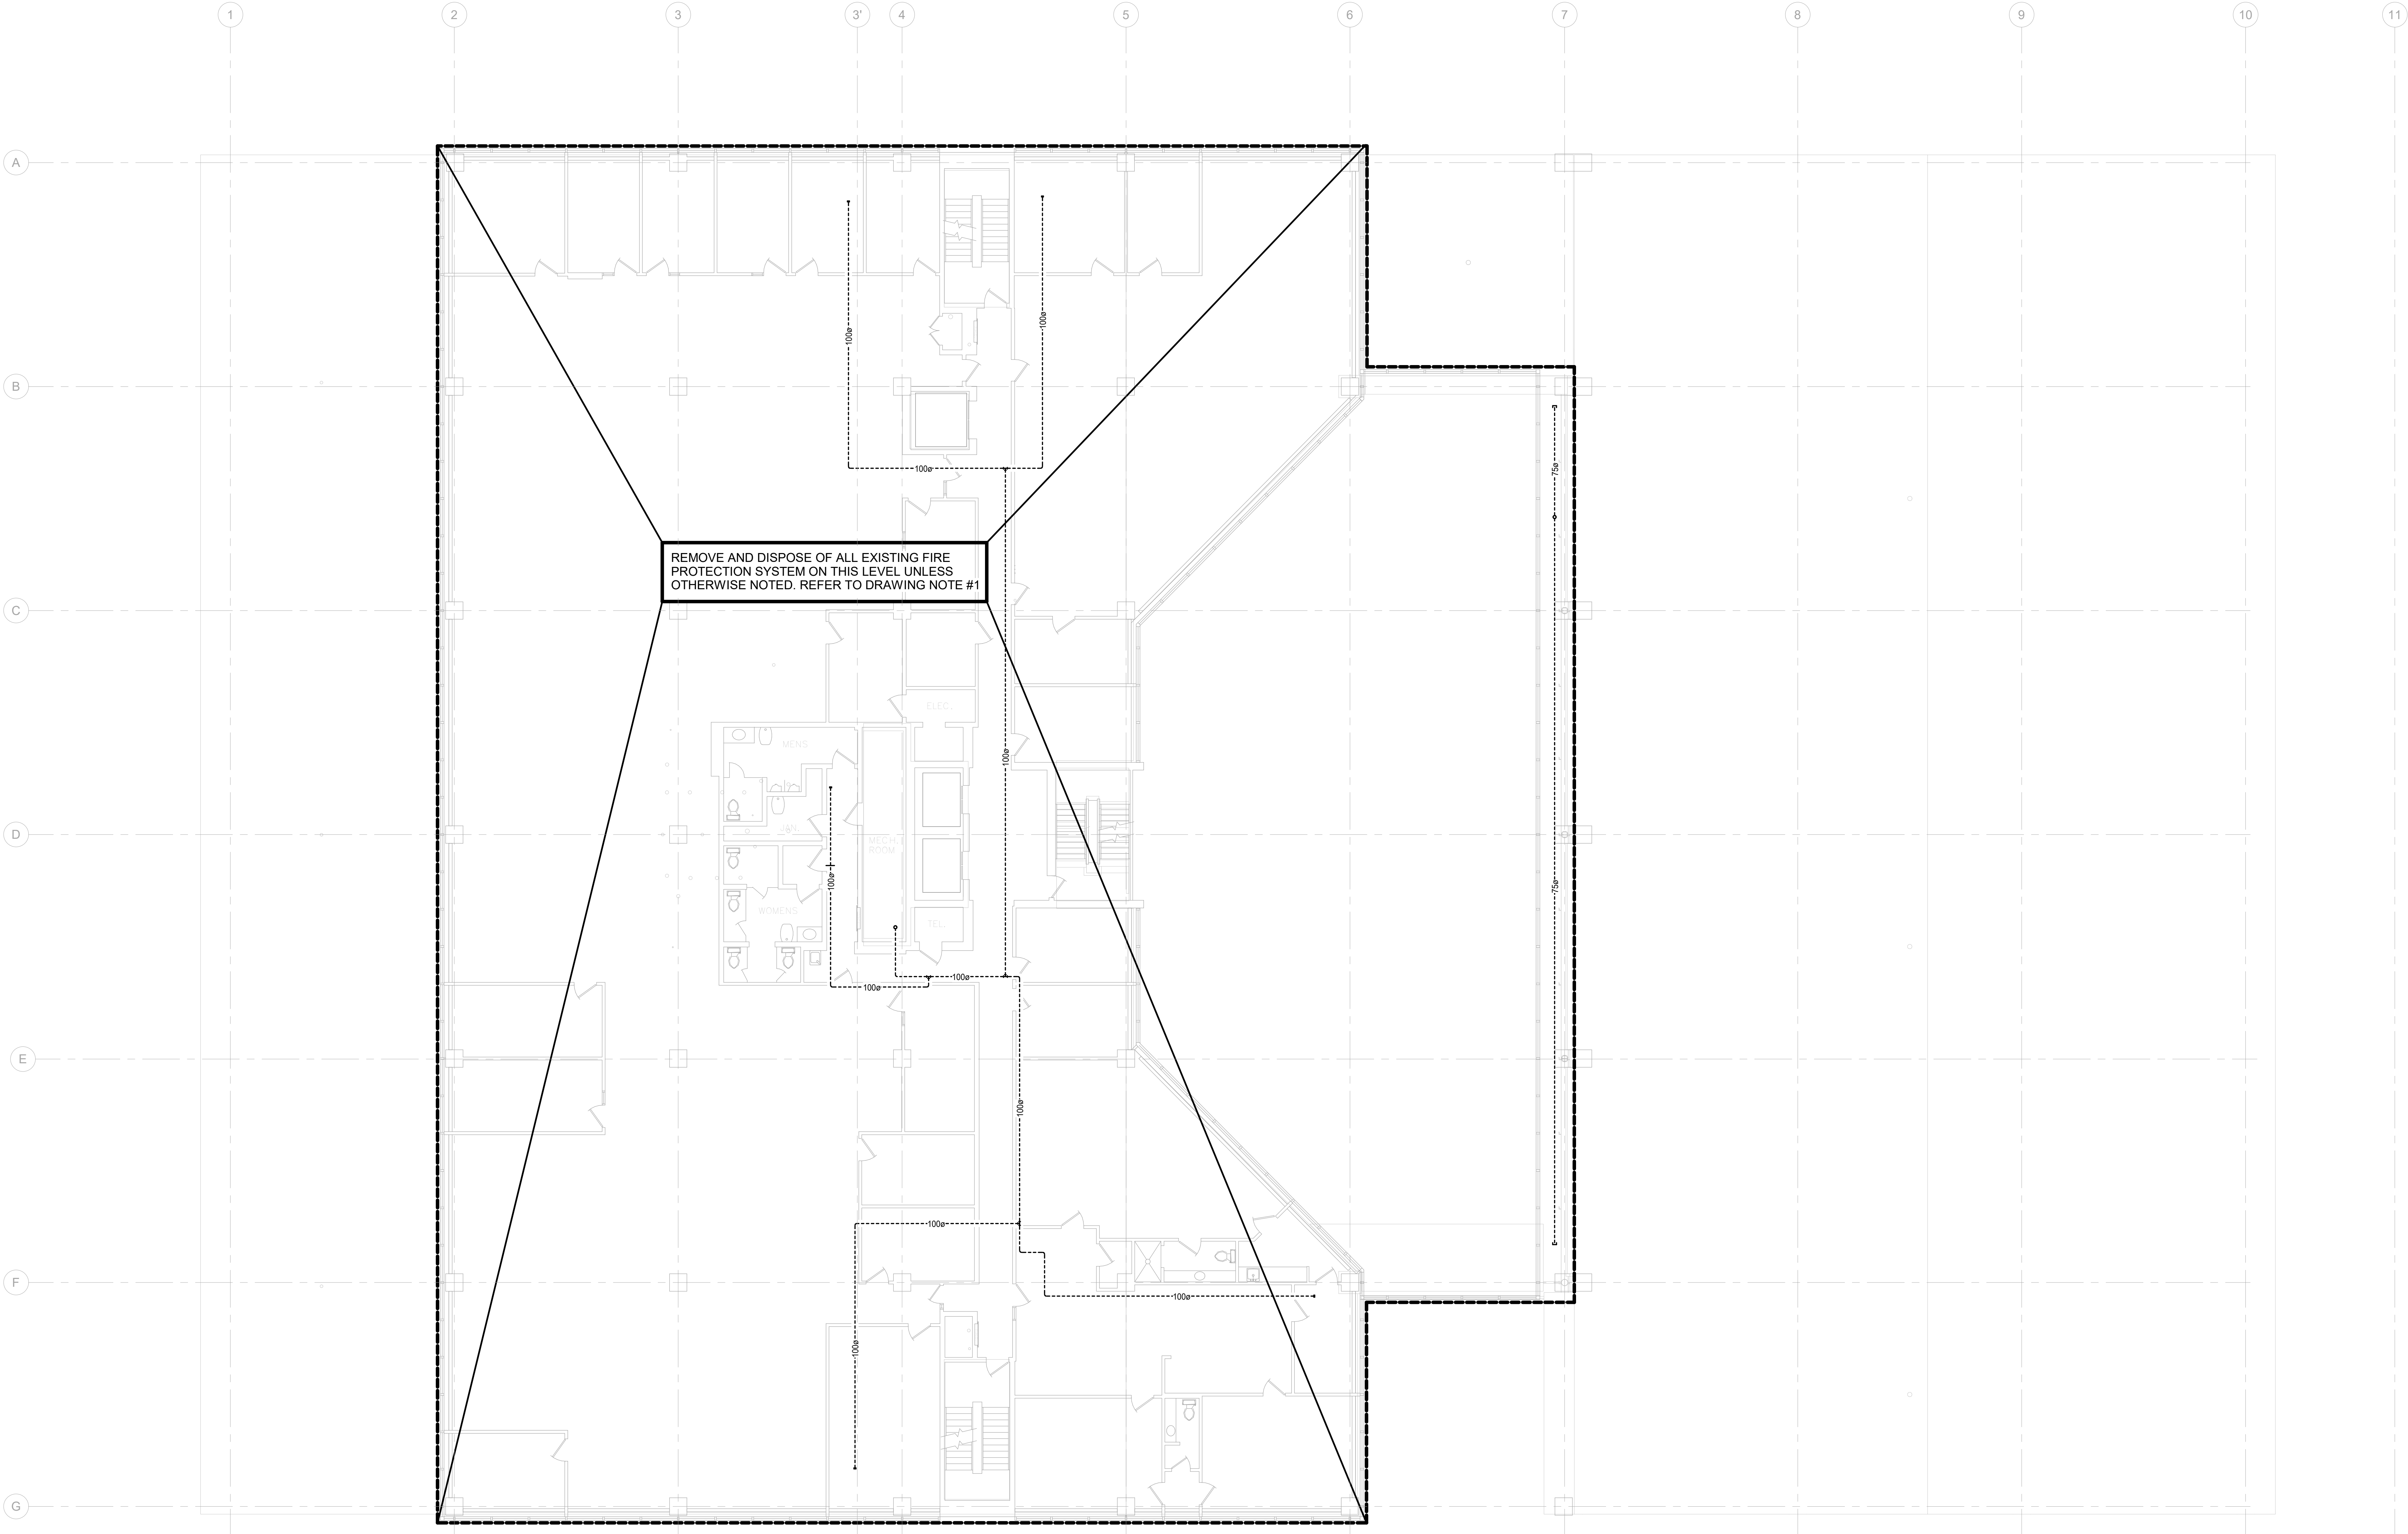 1 2 3 3' 4 5 6 7 8 9 10 11
A
100ø
100ø
B
100ø
75ø
REMOVE AND DISPOSE OF ALL EXISTING FIRE
PROTECTION SYSTEM ON THIS LEVEL UNLESS
OTHERWISE NOTED. REFER TO DRAWING NOTE #1
C
ELEC.
MENS
100ø
JAN.
D
MECH.
ROOM
100ø
75ø
WOMENS
TEL.
100ø
100ø
E
100ø
100ø
F
100ø
100ø
G